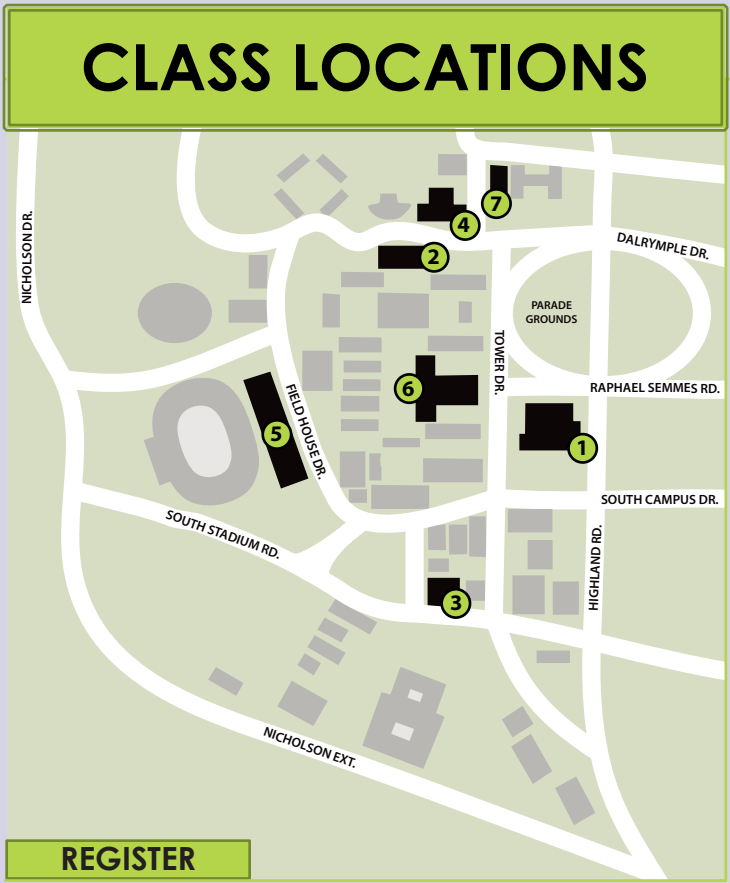 CLASS LOCATIONS
NICHOLSON DR.
7
4
DALRYMPLE DR.
2
PARADE
GROUNDS
TOWER DR.
6
RAPHAEL SEMMES RD.
FIELD HOUSE DR.
5
1
SOUTH CAMPUS DR.
SOUTH STADIUM RD.
HIGHLAND RD.
3
NICHOLSON EXT.
REGISTER